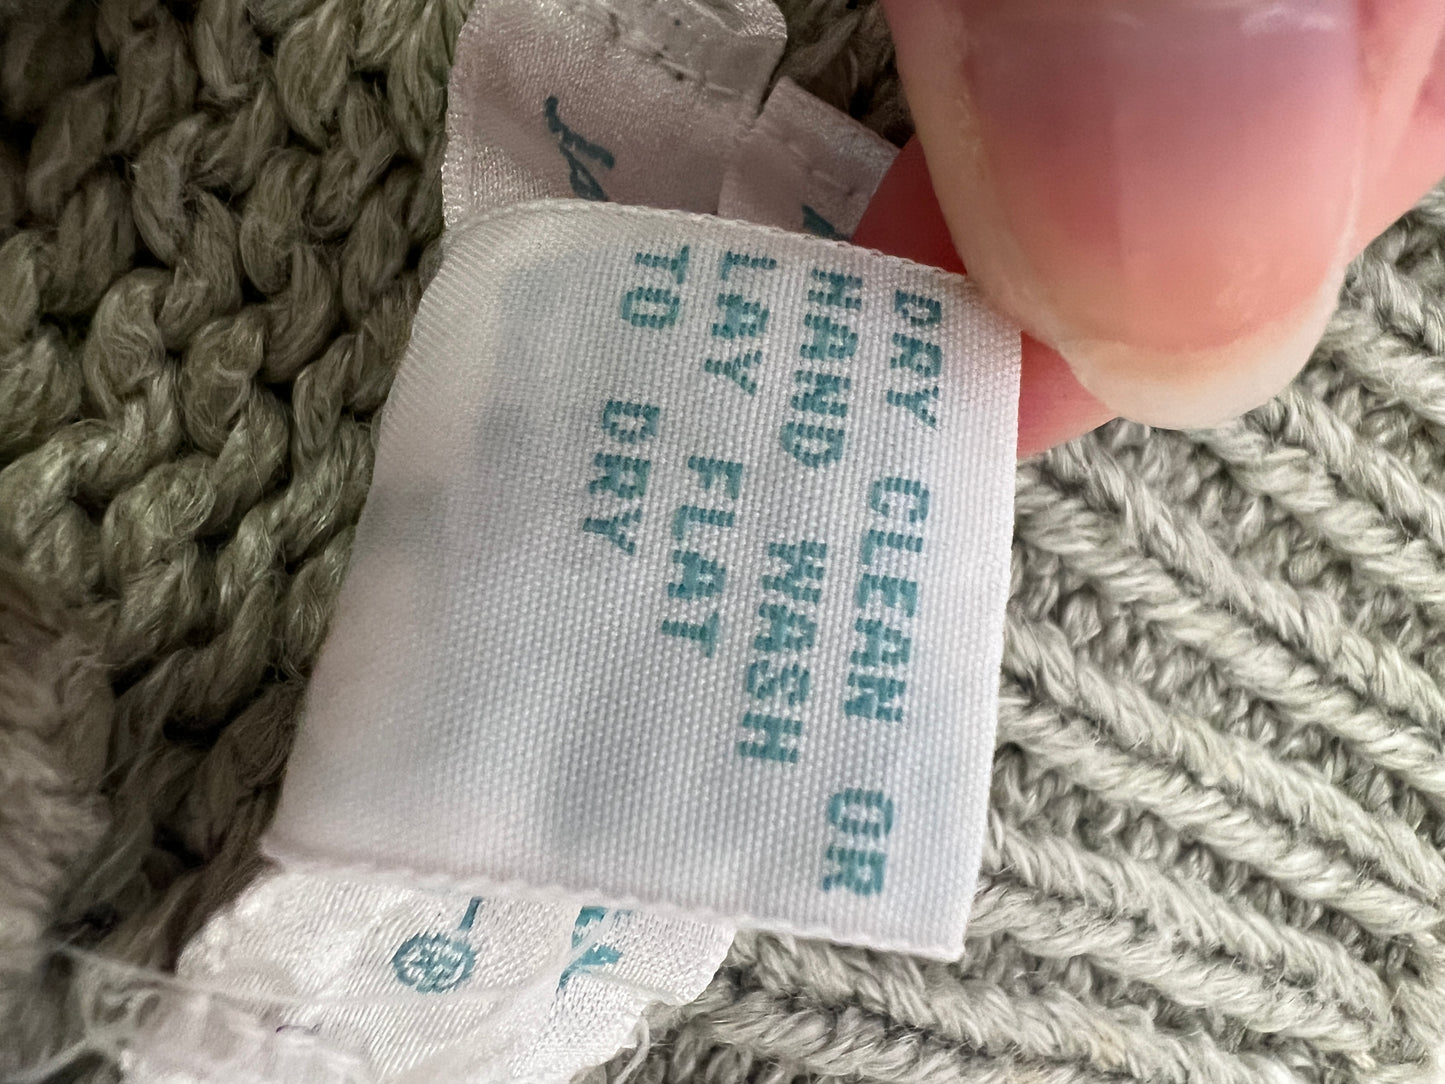 DRY CLEAN OR
HAND WASH
LAY FLAT
TO DRY